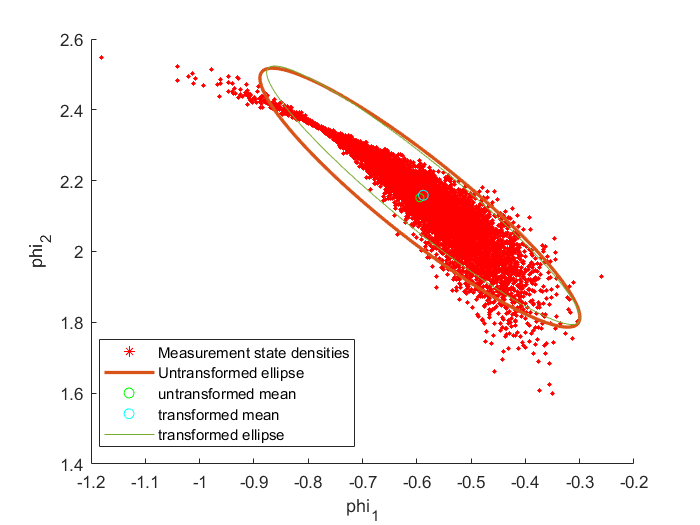 2.6
2.4
2.2
2
1.8
1.6
1.4
phi2
Measurement state densities
Untransformed ellipse
untransformed mean
transformed mean
transformed ellipse
-1.2 -1.1 -1 -0.9 -0.8 -0.7 -0.6 -0.5 -0.4 -0.3 -0.2
phi1